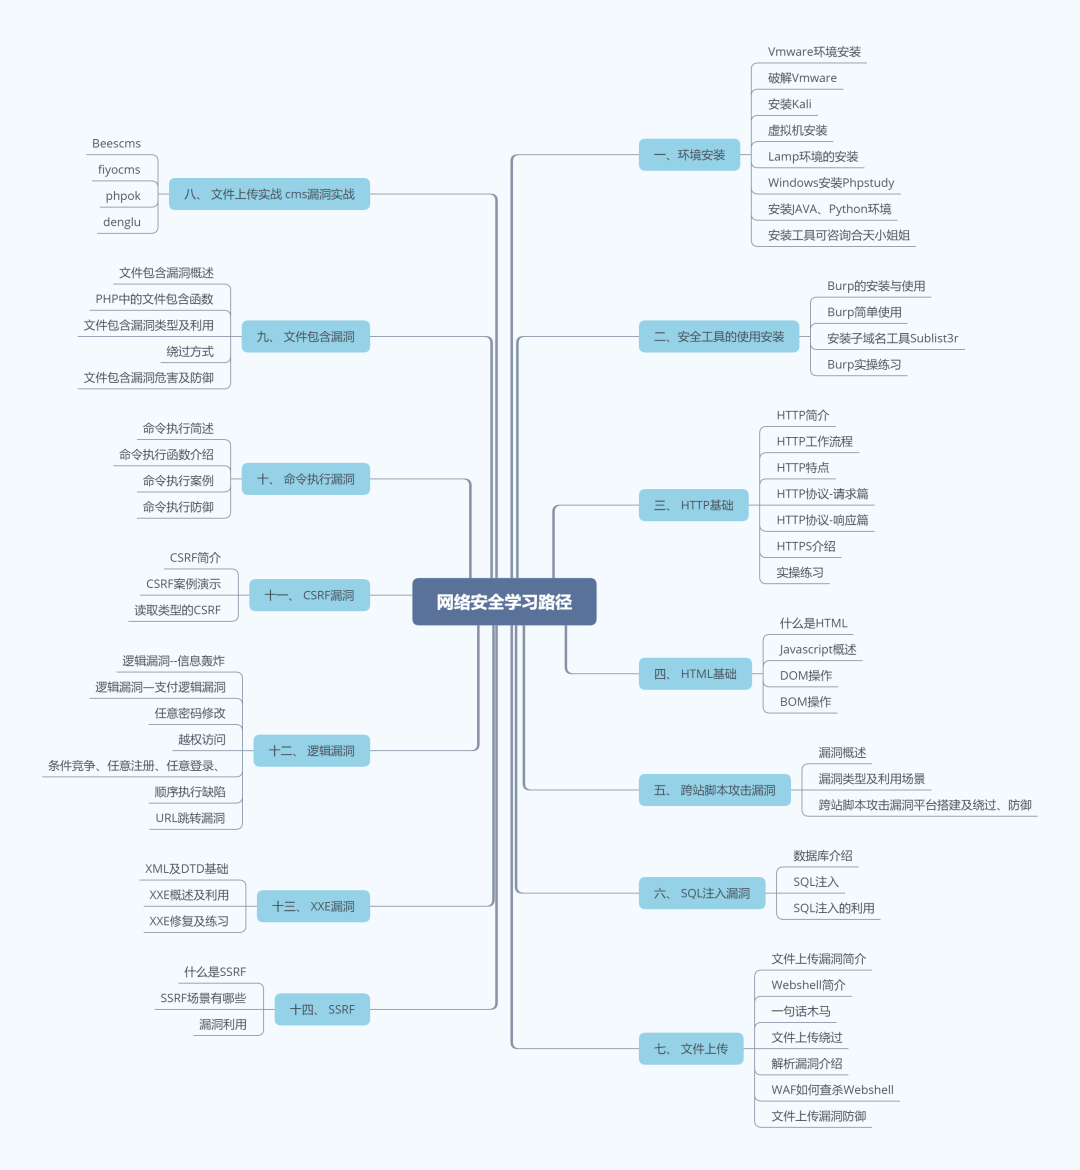 网络安全学习路径
一、环境安装
Vmware环境安装
破解Vmware
安装Kali
虚拟机安装
Lamp环境的安装
Windows安装Phpstudy
安装JAVA、Python环境
安装工具可咨询合天小姐姐
二、安全工具的使用安装
Burp的安装与使用
Burp简单使用
安装子域名工具Sublist3r
Burp实操练习
三、 HTTP基础
HTTP简介
HTTP工作流程
HTTP特点
HTTP协议-请求篇
HTTP协议-响应篇
HTTPS介绍
实操练习
四、 HTML基础
什么是HTML
Javascript概述
DOM操作
BOM操作
五、 跨站脚本攻击漏洞
漏洞概述
漏洞类型及利用场景
跨站脚本攻击漏洞平台搭建及绕过、防御
六、 SQL注入漏洞
数据库介绍
SQL注入
SQL注入的利用
七、 文件上传
文件上传漏洞简介
Webshell简介
一句话木马
文件上传绕过
解析漏洞介绍
WAF如何查杀Webshell
文件上传漏洞防御
八、 文件上传实战 cms漏洞实战
Beescms
fiyocms
phpok
denglu
九、 文件包含漏洞
文件包含漏洞概述
PHP中的文件包含函数
文件包含漏洞类型及利用
绕过方式
文件包含漏洞危害及防御
十、 命令执行漏洞
命令执行简述
命令执行函数介绍
命令执行案例
命令执行防御
十一、 CSRF漏洞
CSRF简介
CSRF案例演示
读取类型的CSRF
十二、 逻辑漏洞
逻辑漏洞--信息轰炸
逻辑漏洞—支付逻辑漏洞
任意密码修改
越权访问
条件竞争、任意注册、任意登录、
顺序执行缺陷
URL跳转漏洞
十三、 XXE漏洞
XML及DTD基础
XXE概述及利用
XXE修复及练习
十四、 SSRF
什么是SSRF
SSRF场景有哪些
漏洞利用